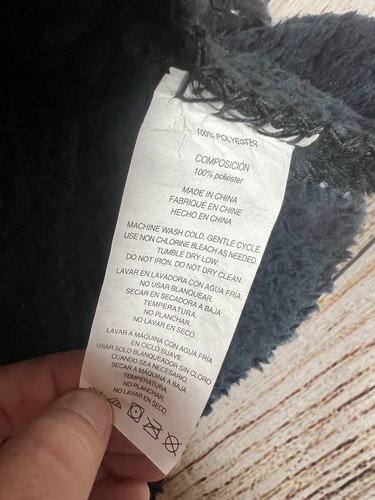 100% POLYESTER
COMPOSICIÓN
100% poliéster
MADE IN CHINA
FABRIQUÉ EN CHINE
HECHO EN CHINA
MACHINE WASH COLD, GENTLE CYCLE.
USE NON CHLORINE BLEACH AS NEEDED.
TUMBLE DRY LOW.
DO NOT IRON. DO NOT DRY CLEAN.
LAVAR EN LAVADORA CON AGUA FRÍA.
NO USAR BLANQUEAR.
SECAR EN SECADORA A BAJA
TEMPERATURA.
NO PLANCHAR.
NO LAVAR EN SECO.
LAVAR A MÁQUINA CON AGUA FRÍA
EN CICLO SUAVE.
USAR SOLO BLANQUEADOR SIN CLORO
CUANDO SEA NECESARIO.
SECAR A MÁQUINA A BAJA
TEMPERATURA.
NO PLANCHAR.
NO LAVAR EN SECO.